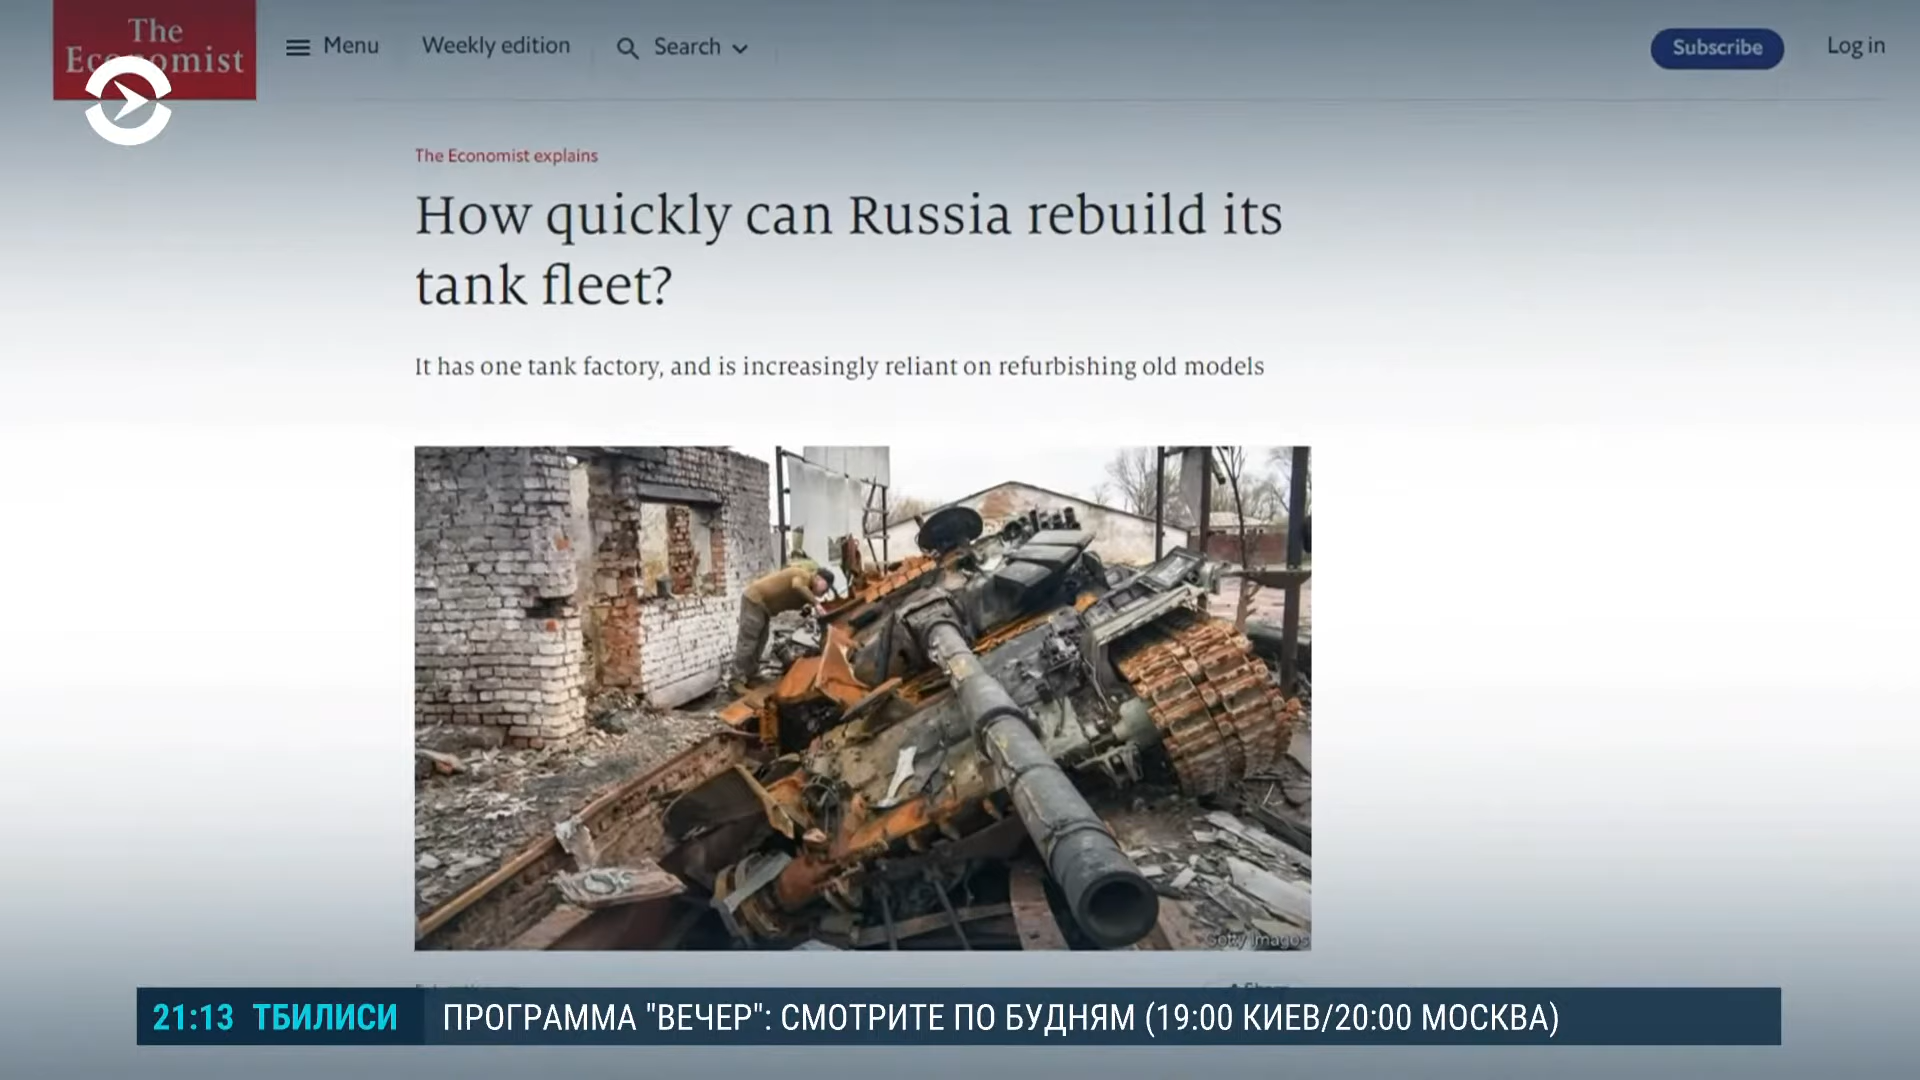 The
Economist
Menu
Weekly edition
Search
Subscribe
Log in
The Economist explains
How quickly can Russia rebuild its
tank fleet?
It has one tank factory, and is increasingly reliant on refurbishing old models
Getty Images
21:13 ТБИЛИСИ
ПРОГРАММА "ВЕЧЕР": СМОТРИТЕ ПО БУДНЯМ (19:00 КИЕВ/20:00 МОСКВА)